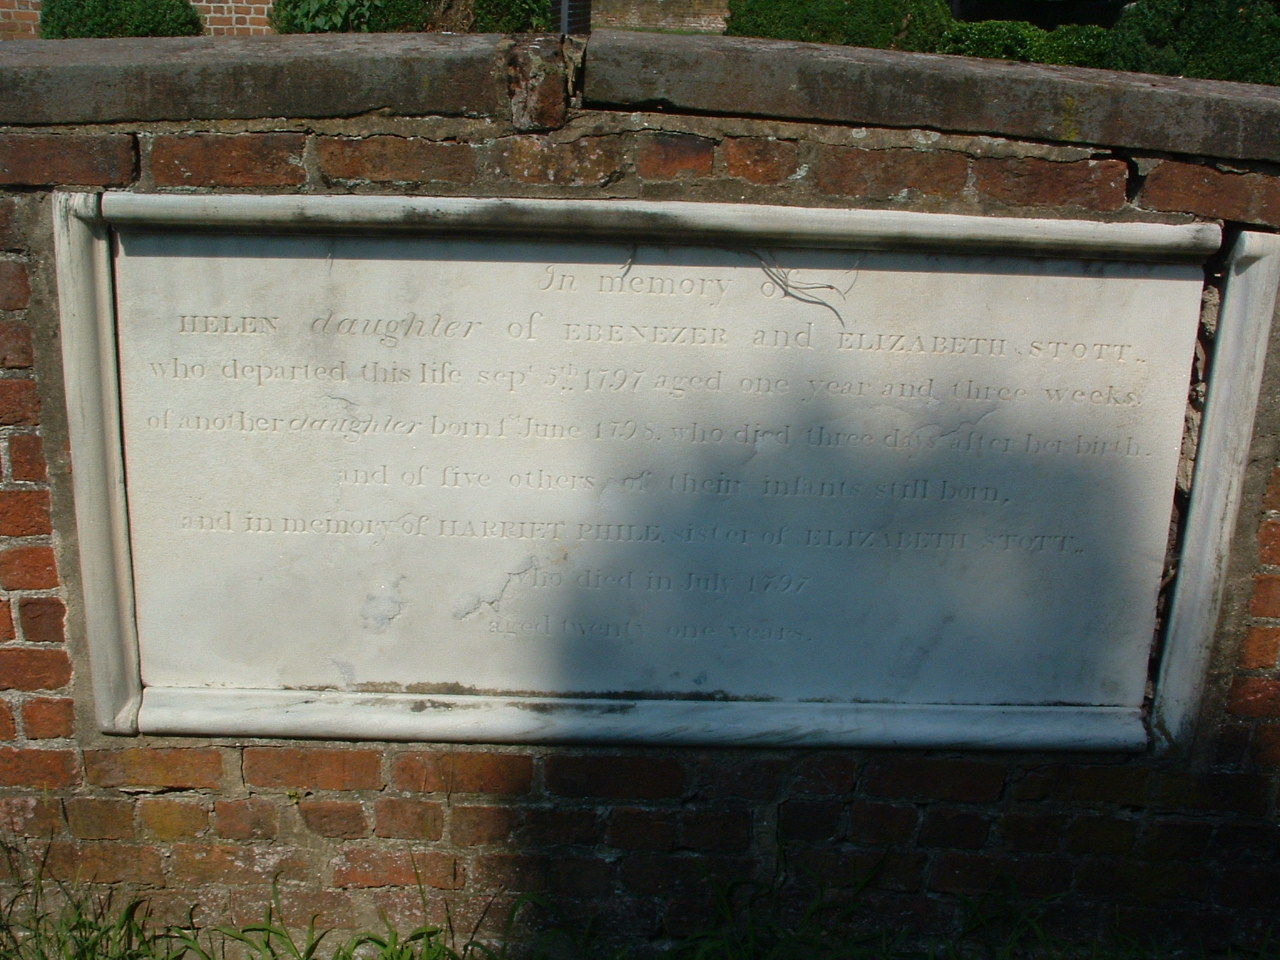 In memory of
HELEN daughter of EBENEZER and ELIZABETH STOTT,
who departed this life sept 5th 1797 aged one year and three weeks,
of another daughter born 1st June 1798. who died three days after her birth.
and of five others of their infants still born,
and in memory of HARRIET PHILE, sister of ELIZABETH STOTT,
who died in July 1797
aged twenty one years.